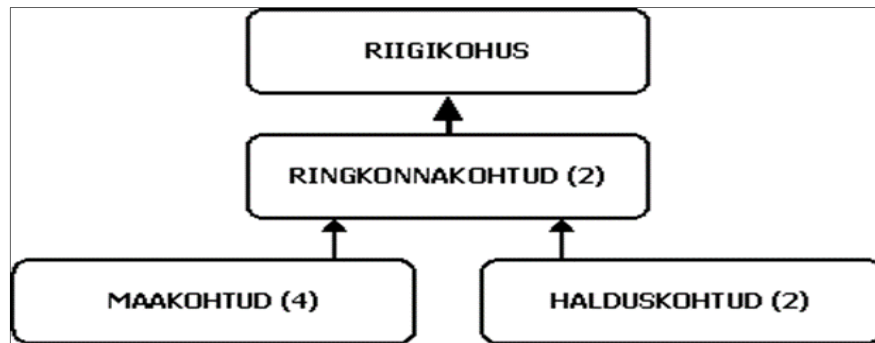 RIIGIKOHUS
RINGKONNAKOHTUD (2)
MAAKOHTUD (4)
HALDUSKOHTUD (2)